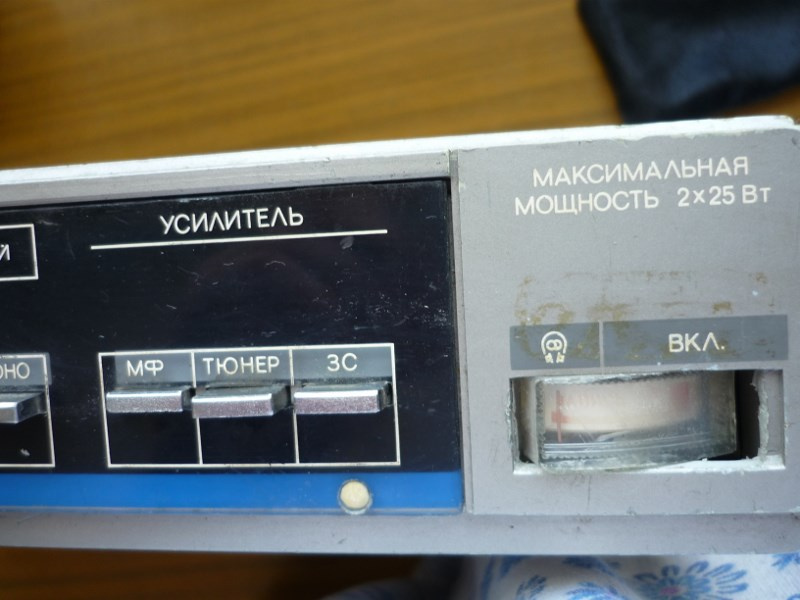 УСИЛИТЕЛЬ
МФ ТЮНЕР ЗС
МАКСИМАЛЬНАЯ
МОЩНОСТЬ 2×25 Вт
ВКЛ.